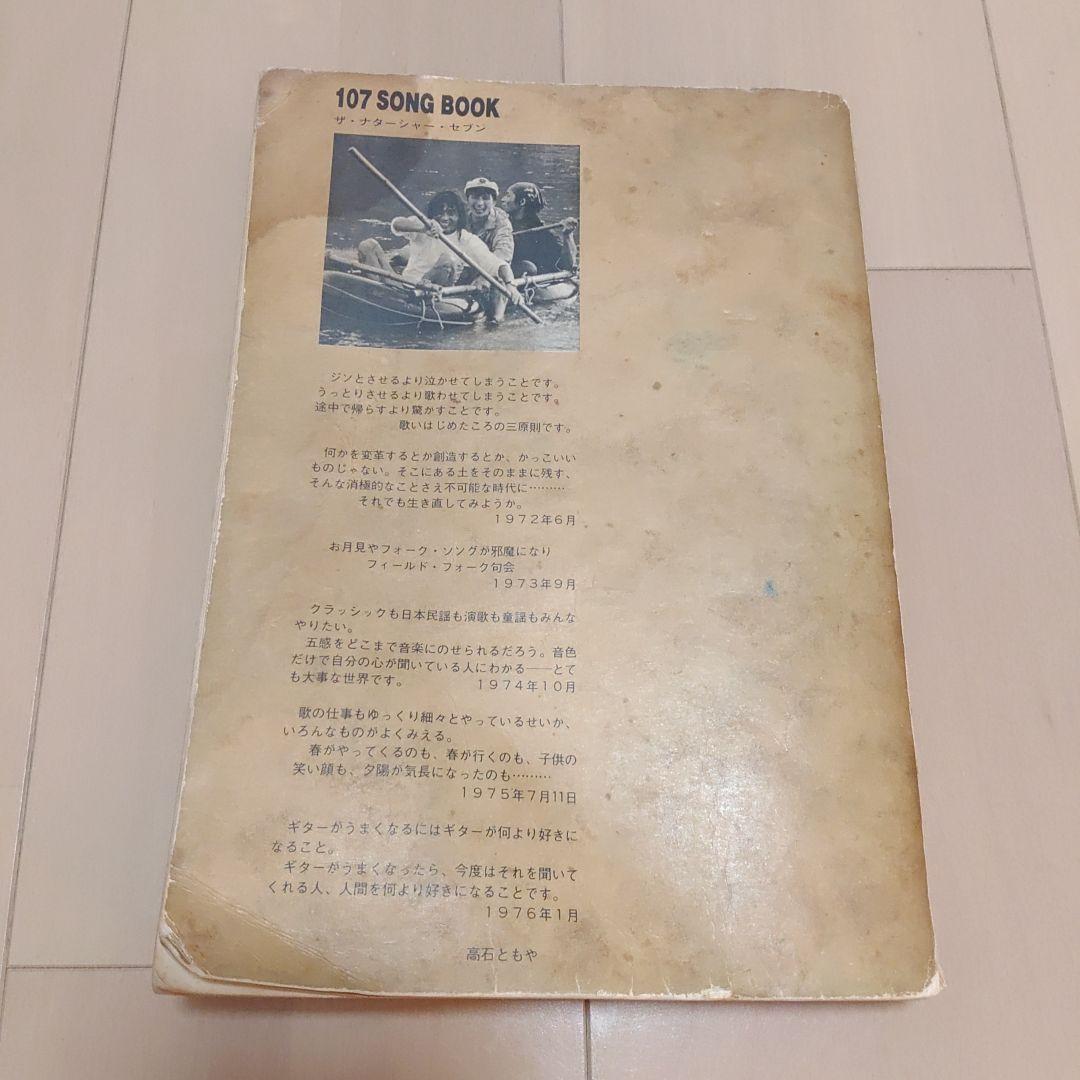 107 SONG BOOK
ザ・ナターシャー・セブン
ジンとさせるより泣かせてしまうことです。
うっとりさせるより歌わせてしまうことです。
途中で帰らすより驚かすことです。
歌いはじめたころの三原則です。
何かを変革するとか創造するとか、かっこいい
ものじゃない。そこにある土をそのままに残す、
そんな消極的なことさえ不可能な時代に………
それでも生き直してみようか。
1972年6月
お月見やフォーク・ソングが邪魔になり
フィールド・フォーク句会
1973年9月
クラッシックも日本民謡も演歌も童謡もみんな
やりたい。
五感をどこまで音楽にのせられるだろう。音色
だけで自分の心が聞いている人にわかる──とて
も大事な世界です。 1974年10月
歌の仕事もゆっくり細々とやっているせいか、
いろんなものがよくみえる。
春がやってくるのも、春が行くのも、子供の
笑い顔も、夕陽が気長になったのも………
1975年7月11日
ギターがうまくなるにはギターが何より好きに
なること。
ギターがうまくなったら、今度はそれを聞いて
くれる人、人間を何より好きになることです。
1976年1月
高石ともや